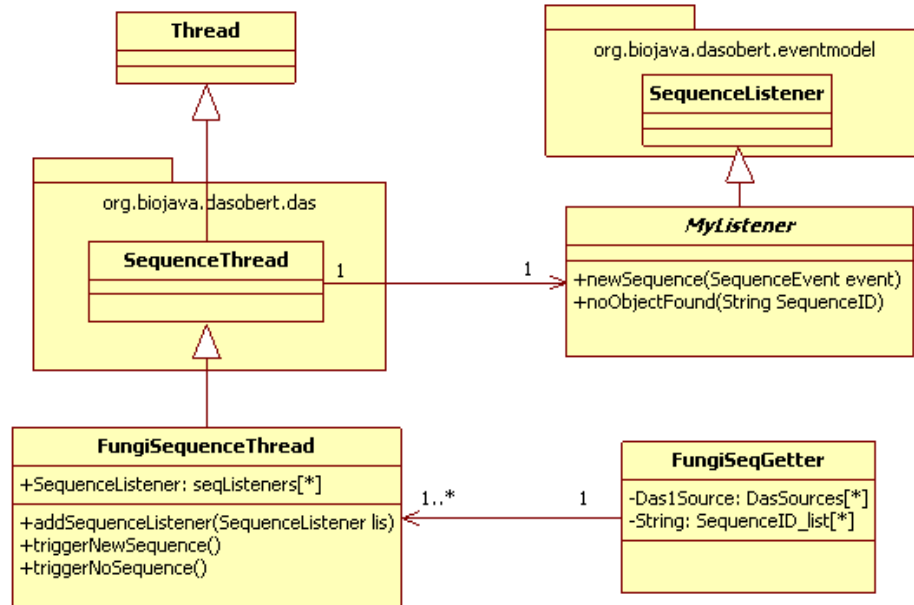 Thread
org.biojava.dasobert.eventmodel
SequenceListener
org.biojava.dasobert.das
SequenceThread
1
1
MyListener
+newSequence(SequenceEvent event)
+noObjectFound(String SequenceID)
FungiSequenceThread
+SequenceListener: seqListeners[*]
+addSequenceListener(SequenceListener lis)
+triggerNewSequence()
+triggerNoSequence()
1..*
1
FungiSeqGetter
-Das1Source: DasSources[*]
-String: SequenceID_list[*]